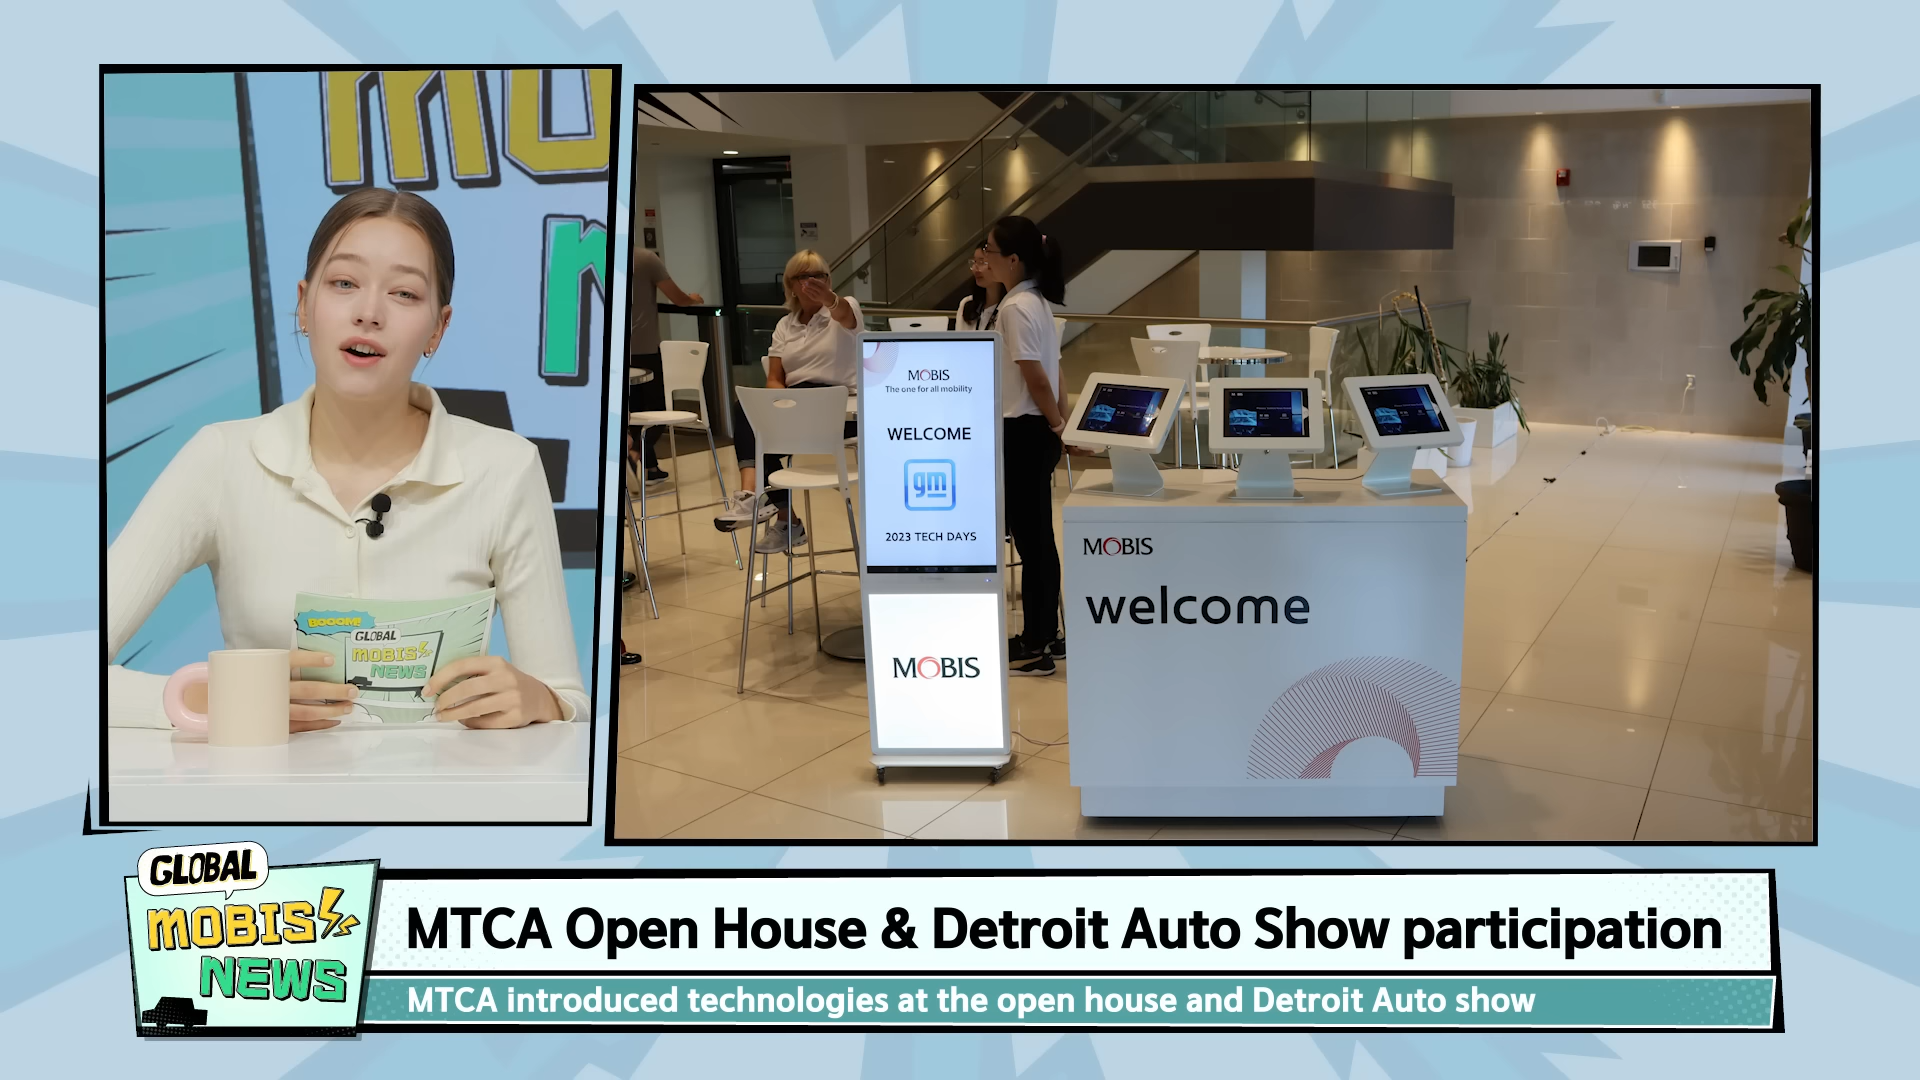 MO
N
BOOOM!
GLOBAL
MOBIS
NEWS
MOBIS
The one for all mobility
WELCOME
gm
2023 TECH DAYS
MOBIS
MOBIS
welcome
GLOBAL
MOBIS
NEWS
MTCA Open House & Detroit Auto Show participation
MTCA introduced technologies at the open house and Detroit Auto show